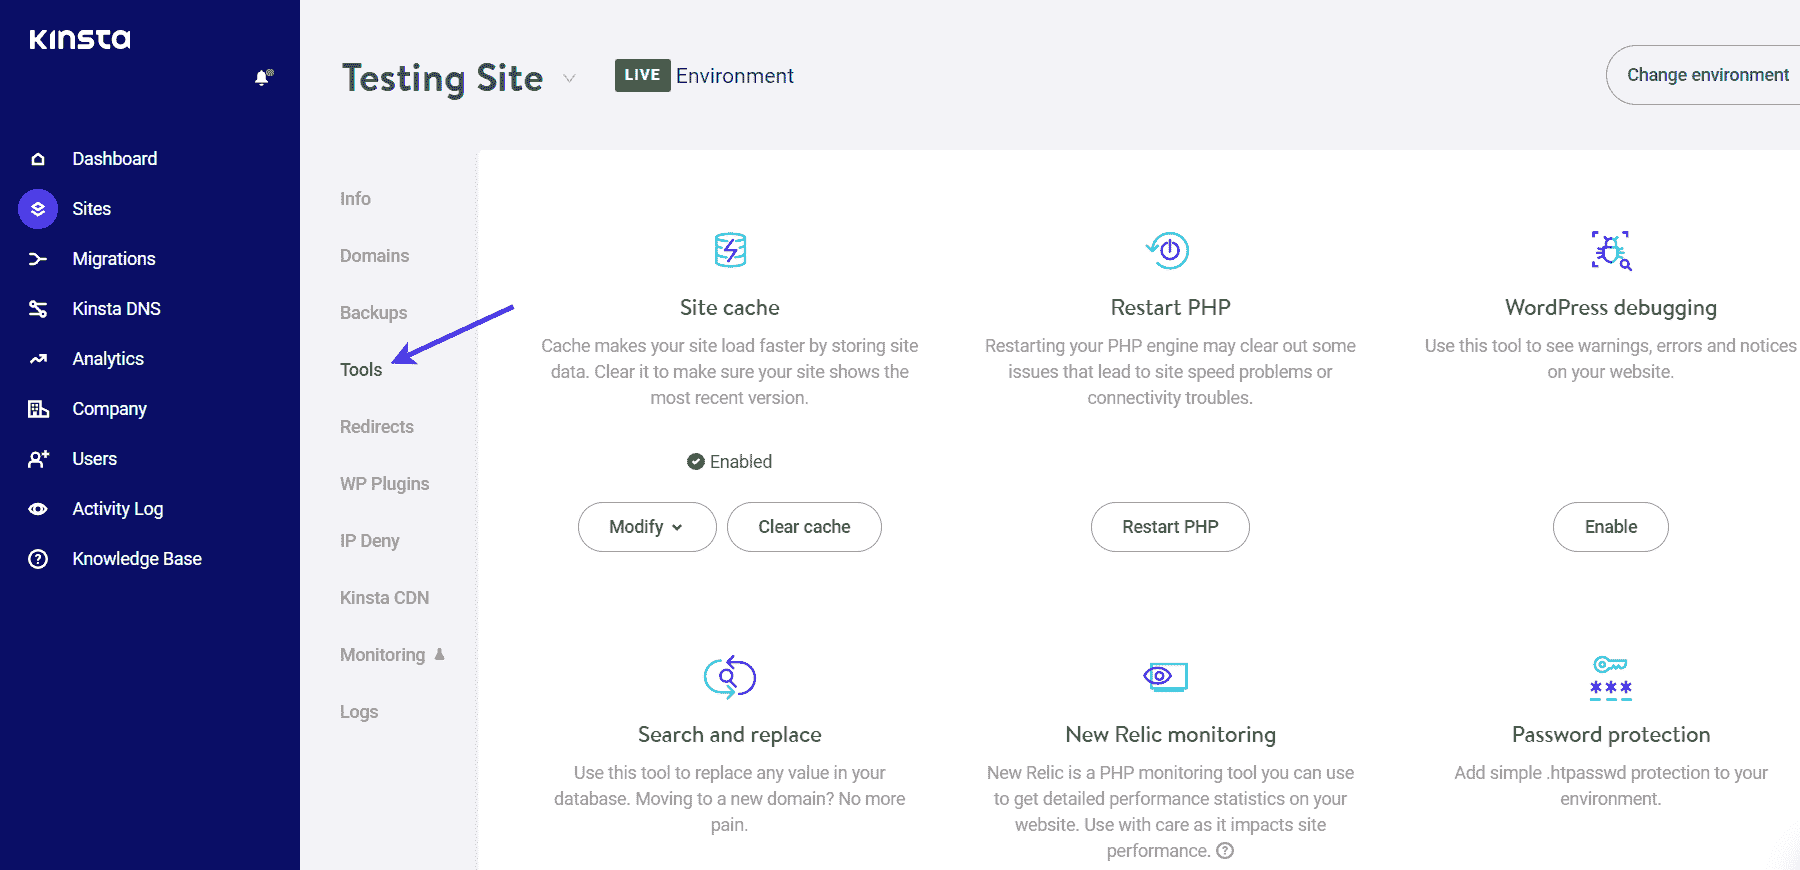 Kinsta
Testing Site
LIVE Environment
Change environment
Dashboard
Sites
Migrations
Kinsta DNS
Analytics
Company
Users
Activity Log
Knowledge Base
Info
Domains
Backups
Tools
Redirects
WP Plugins
IP Deny
Kinsta CDN
Monitoring
Logs
Site cache
Cache makes your site load faster by storing site
data. Clear it to make sure your site shows the
most recent version.
Enabled
Modify
Clear cache
Restart PHP
Restarting your PHP engine may clear out some
issues that lead to site speed problems or
connectivity troubles.
Restart PHP
WordPress debugging
Use this tool to see warnings, errors and notices
on your website.
Enable
Search and replace
Use this tool to replace any value in your
database. Moving to a new domain? No more
pain.
New Relic monitoring
New Relic is a PHP monitoring tool you can use
to get detailed performance statistics on your
website. Use with care as it impacts site
performance.
Password protection
Add simple .htpasswd protection to your
environment.